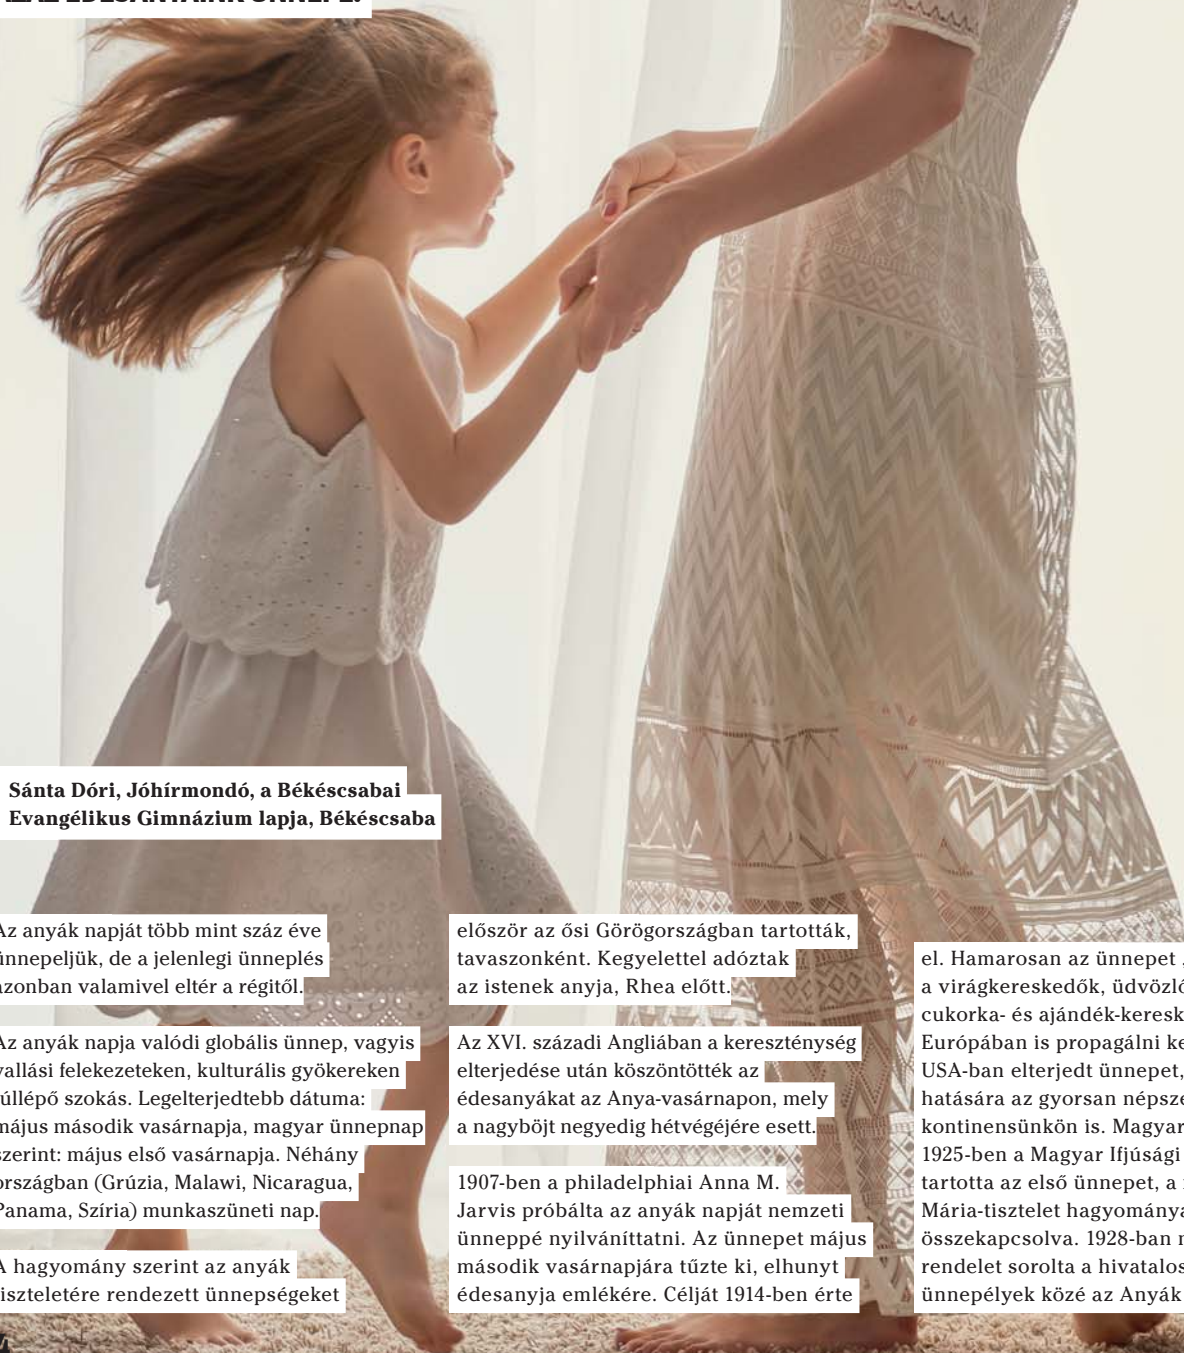 AZAZ ÉDESANYÁINK ÜNNEPE!
Sánta Dóri, Jóhírmondó, a Békéscsabai
Evangélikus Gimnázium lapja, Békéscsaba
Az anyák napját több mint száz éve
ünnepeljük, de a jelenlegi ünneplés
azonban valamivel eltér a régitől.
Az anyák napja valódi globális ünnep, vagyis
vallási felekezeteken, kulturális gyökereken
túllépő szokás. Legelterjedtebb dátuma:
május második vasárnapja, magyar ünnepnap
szerint: május első vasárnapja. Néhány
országban (Grúzia, Malawi, Nicaragua,
Panama, Szíria) munkaszüneti nap.
A hagyomány szerint az anyák
tiszteletére rendezett ünnepségeket
először az ősi Görögországban tartották,
tavaszonként. Kegyelettel adóztak
az istenek anyja, Rhea előtt.
Az XVI. századi Angliában a kereszténység
elterjedése után köszöntötték az
édesanyákat az Anya-vasárnapon, mely
a nagyböjt negyedig hétvégéjére esett.
1907-ben a philadelphiai Anna M.
Jarvis próbálta az anyák napját nemzeti
ünneppé nyilváníttatni. Az ünnepet május
második vasárnapjára tűzte ki, elhunyt
édesanyja emlékére. Célját 1914-ben érte
el. Hamarosan az ünnepet
a virágkereskedők, üdvözlő
cukorka- és ajándék-keresk
Európában is propagálni ke
USA-ban elterjedt ünnepet,
hatására az gyorsan népsze
kontinensünkön is. Magyar
1925-ben a Magyar Ifjúsági
tartotta az első ünnepet, a
Mária-tisztelet hagyománya
összekapcsolva. 1928-ban
rendelet sorolta a hivatalos
ünnepélyek közé az Anyák